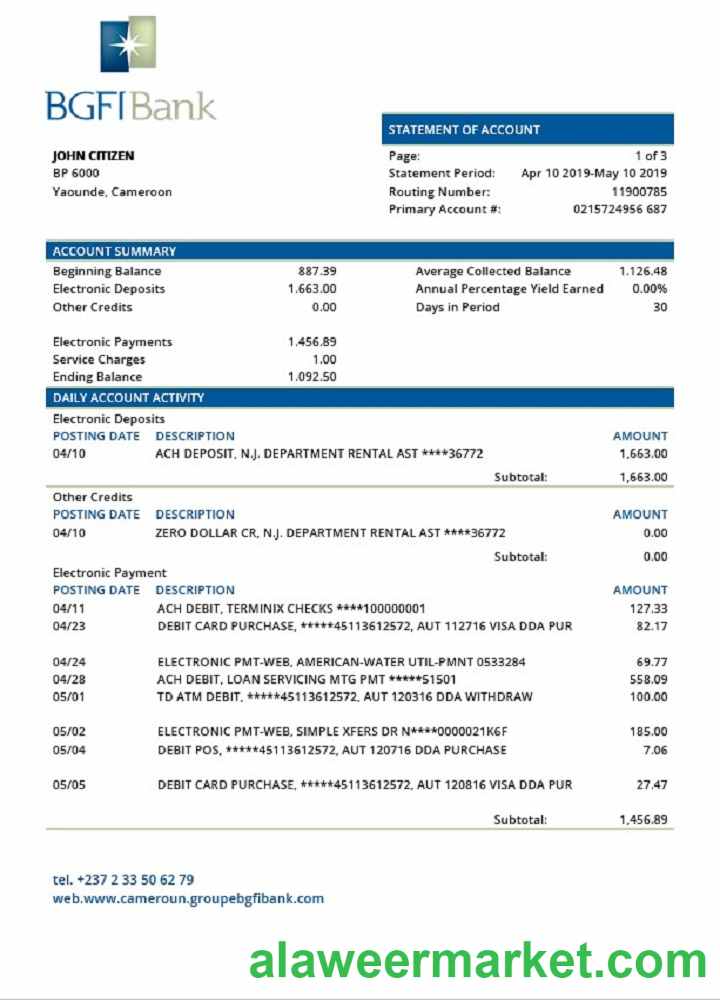 BGFIBank
STATEMENT OF ACCOUNT
JOHN CITIZEN
BP 6000
Yaounde, Cameroon
Page: 1 of 3
Statement Period: Apr 10 2019-May 10 2019
Routing Number: 11900785
Primary Account #: 0215724956 687
ACCOUNT SUMMARY
Beginning Balance 887.39 Average Collected Balance 1.126.48
Electronic Deposits 1.663.00 Annual Percentage Yield Earned 0.00%
Other Credits 0.00 Days in Period 30
Electronic Payments 1.456.89
Service Charges 1.00
Ending Balance 1.092.50
DAILY ACCOUNT ACTIVITY
Electronic Deposits
POSTING DATE DESCRIPTION AMOUNT
04/10 ACH DEPOSIT, N.J. DEPARTMENT RENTAL AST ****36772 1,663.00
Subtotal: 1,663.00
Other Credits
POSTING DATE DESCRIPTION AMOUNT
04/10 ZERO DOLLAR CR, N.J. DEPARTMENT RENTAL AST ****36772 0.00
Subtotal: 0.00
Electronic Payment
POSTING DATE DESCRIPTION AMOUNT
04/11 ACH DEBIT, TERMINIX CHECKS ****100000001 127.33
04/23 DEBIT CARD PURCHASE, *****45113612572, AUT 112716 VISA DDA PUR 82.17
04/24 ELECTRONIC PMT-WEB, AMERICAN-WATER UTIL-PMNT 0533284 69.77
04/28 ACH DEBIT, LOAN SERVICING MTG PMT *****51501 558.09
05/01 TD ATM DEBIT, *****45113612572, AUT 120316 DDA WITHDRAW 100.00
05/02 ELECTRONIC PMT-WEB, SIMPLE XFERS DR N****0000021K6F 185.00
05/04 DEBIT POS, *****45113612572, AUT 120716 DDA PURCHASE 7.06
05/05 DEBIT CARD PURCHASE, *****45113612572, AUT 120816 VISA DDA PUR 27.47
Subtotal: 1,456.89
tel. +237 2 33 50 62 79
web.www.cameroun.groupebgfibank.com
alaweermarket.com